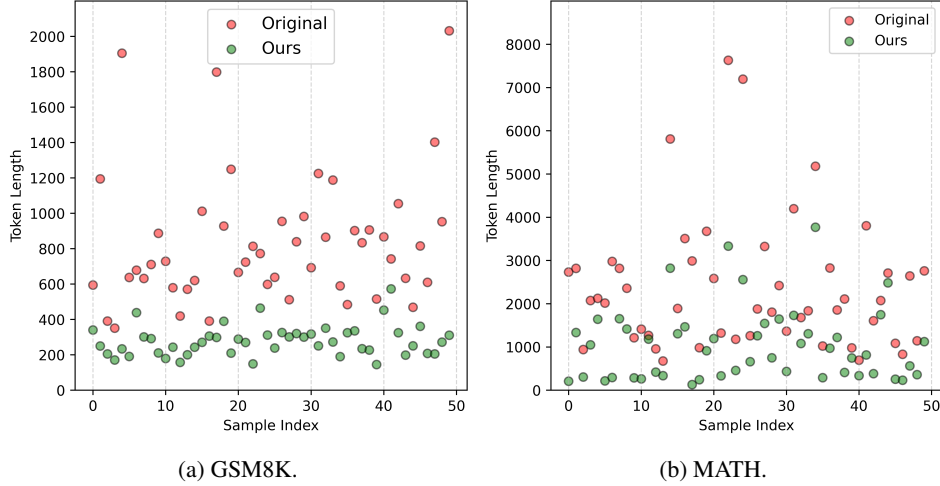 Original
Ours
2000
1800
1600
1400
1200
1000
800
600
400
200
0
Token Length
0 10 20 30 40 50
Sample Index
(a) GSM8K.
Original
Ours
8000
7000
6000
5000
4000
3000
2000
1000
0
Token Length
0 10 20 30 40 50
Sample Index
(b) MATH.